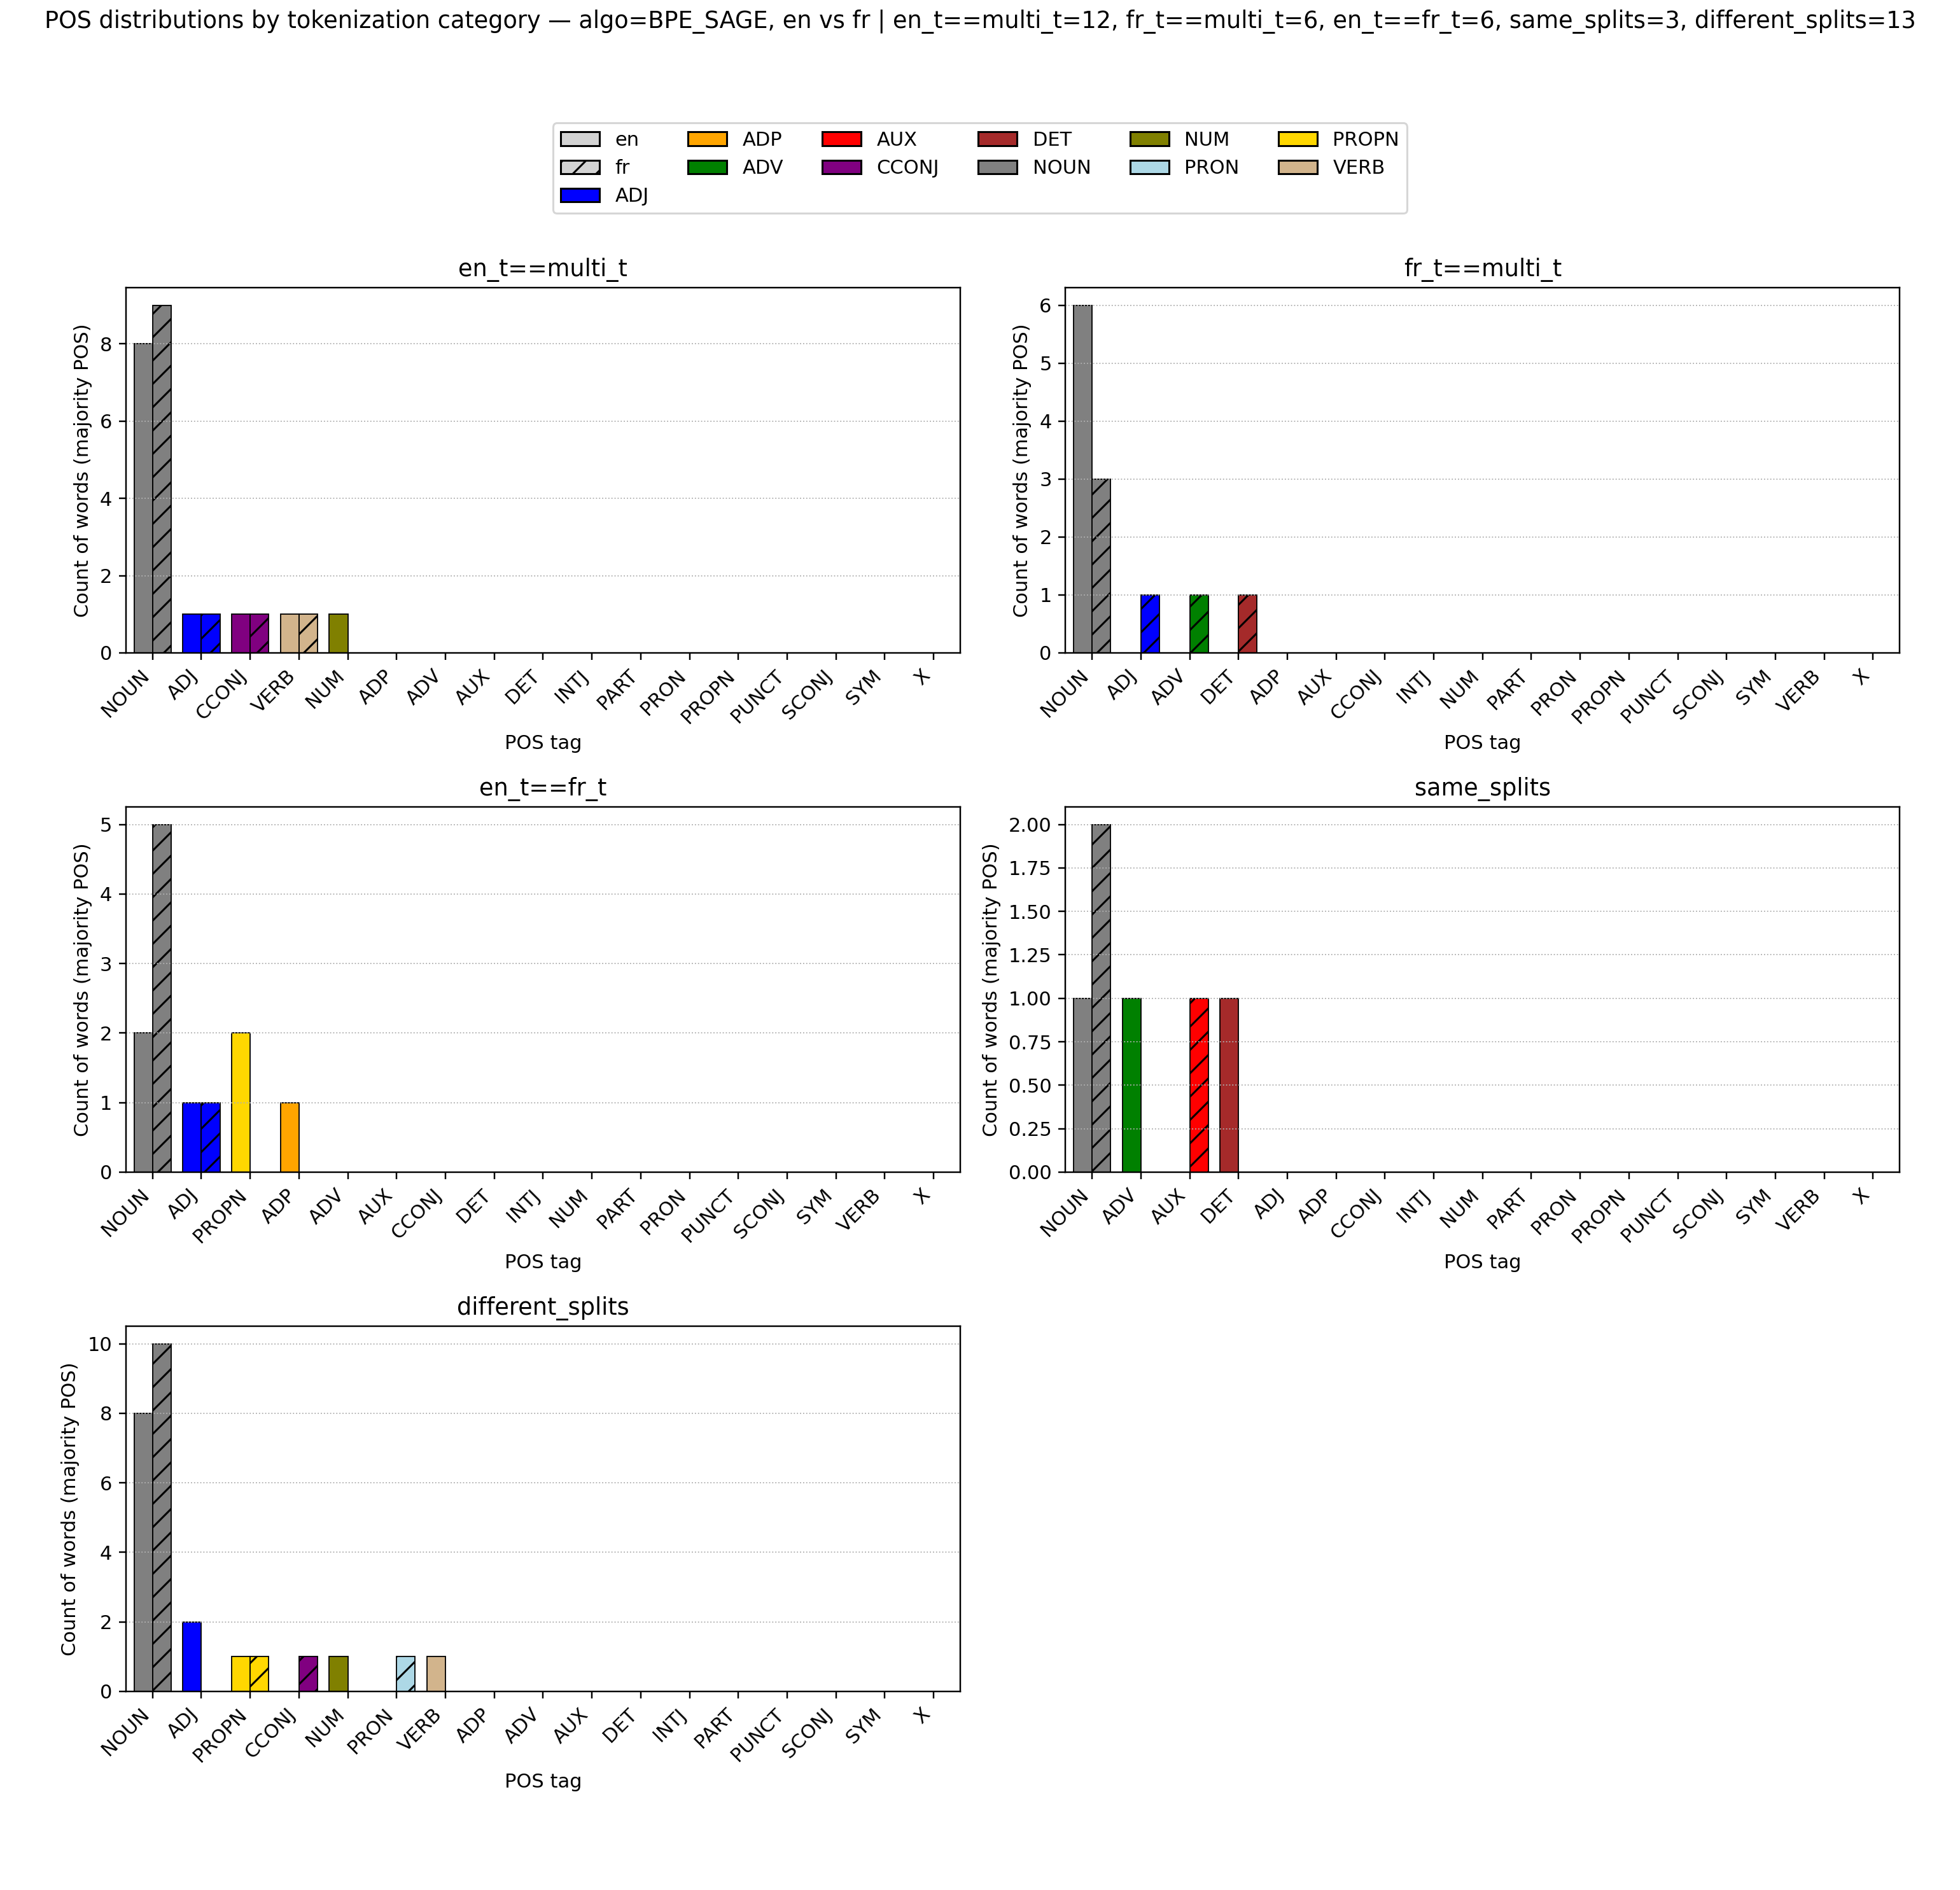 POS distributions by tokenization category — algo=BPE_SAGE, en vs fr | en_t==multi_t=12, fr_t==multi_t=6, en_t==fr_t=6, same_splits=3, different_splits=13
en ADP AUX DET NUM PROPN
fr ADV CCONJ NOUN PRON VERB
ADJ
en_t==multi_t
Count of words (majority POS)
8
6
4
2
0
NOUN ADJ CCONJ VERB NUM ADP ADV AUX DET INTJ PART PRON PROPN PUNCT SCONJ SYM X
POS tag
fr_t==multi_t
Count of words (majority POS)
6
5
4
3
2
1
0
NOUN ADJ ADV DET ADP AUX CCONJ INTJ NUM PART PRON PROPN PUNCT SCONJ SYM VERB X
POS tag
en_t==fr_t
Count of words (majority POS)
5
4
3
2
1
0
NOUN ADJ PROPN ADP ADV AUX CCONJ DET INTJ NUM PART PRON PUNCT SCONJ SYM VERB X
POS tag
same_splits
Count of words (majority POS)
2.00
1.75
1.50
1.25
1.00
0.75
0.50
0.25
0.00
NOUN ADV AUX DET ADJ ADP CCONJ INTJ NUM PART PRON PROPN PUNCT SCONJ SYM VERB X
POS tag
different_splits
Count of words (majority POS)
10
8
6
4
2
0
NOUN ADJ PROPN CCONJ NUM PRON VERB ADP ADV AUX DET INTJ PART PUNCT SCONJ SYM X
POS tag